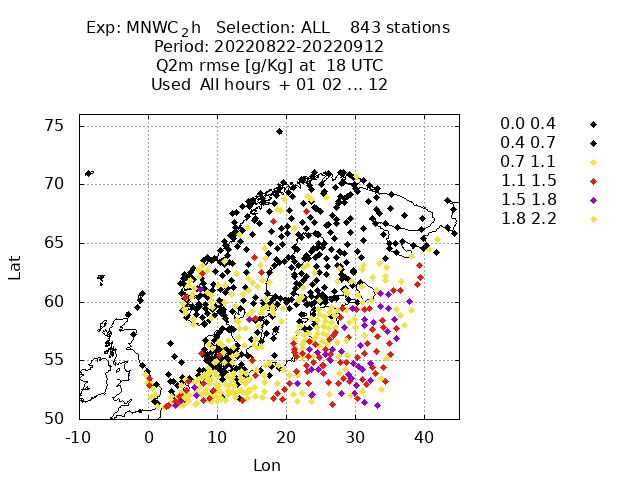 Exp: MNWC2h Selection: ALL 843 stations
Period: 20220822-20220912
Q2m rmse [g/Kg] at 18 UTC
Used All hours + 01 02 ... 12
0.0 0.4
0.4 0.7
0.7 1.1
1.1 1.5
1.5 1.8
1.8 2.2
75
70
65
60
55
50
Lat
-10 0 10 20 30 40
Lon